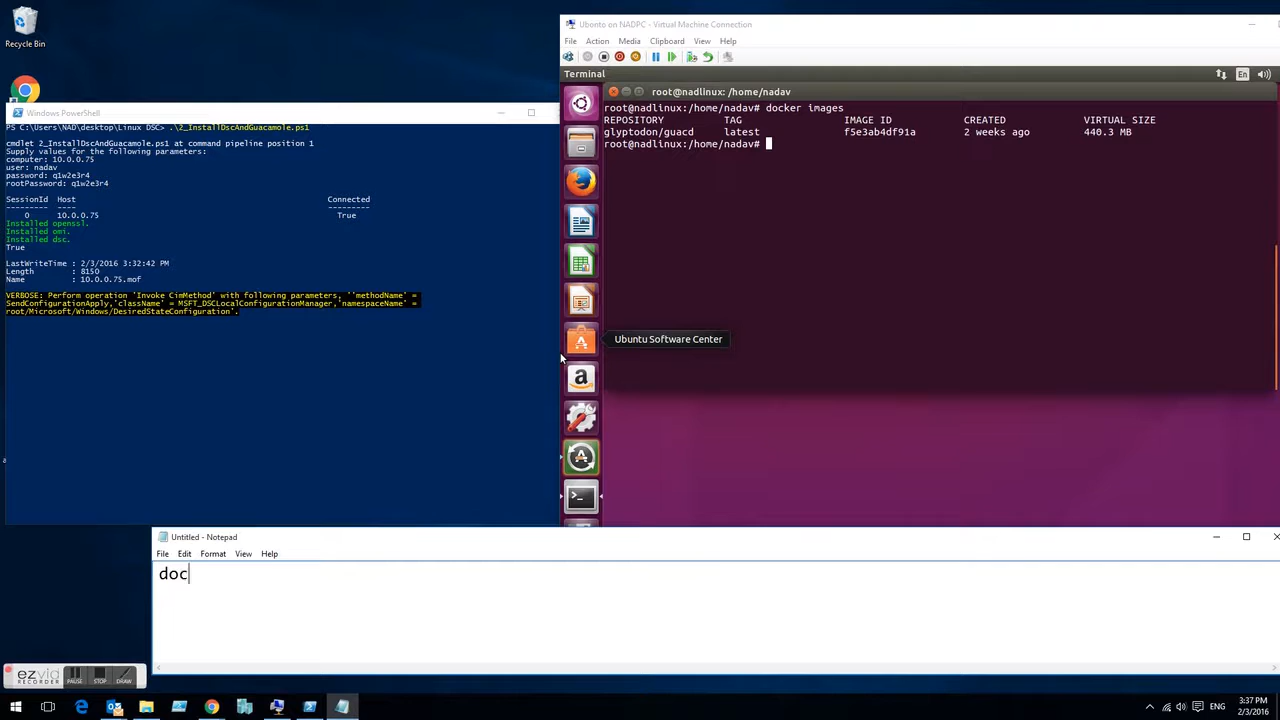 Recycle Bin
Windows PowerShell
PS C:\Users\NAD\desktop\Linux DSC> .\2_InstallDscAndGuacamole.ps1
cmdlet 2_InstallDscAndGuacamole.ps1 at command pipeline position 1
Supply values for the following parameters:
computer: 10.0.0.75
user: nadav
password: q1w2e3r4
rootPassword: q1w2e3r4
SessionId Host Connected
--------- ---- ---------
0 10.0.0.75 True
Installed openssl.
Installed omi.
Installed dsc.
True
LastWriteTime : 2/3/2016 3:32:42 PM
Length : 8150
Name : 10.0.0.75.mof
VERBOSE: Perform operation 'Invoke CimMethod' with following parameters, ''methodName' =
SendConfigurationApply,'className' = MSFT_DSCLocalConfigurationManager,'namespaceName' =
root/Microsoft/Windows/DesiredStateConfiguration'.
Ubonto on NADPC - Virtual Machine Connection
File Action Media Clipboard View Help
Terminal
En
root@nadlinux: /home/nadav
root@nadlinux:/home/nadav# docker images
REPOSITORY TAG IMAGE ID CREATED VIRTUAL SIZE
glyptodon/guacd latest f5e3ab4df91a 2 weeks ago 440.3 MB
root@nadlinux:/home/nadav#
Ubuntu Software Center
Untitled - Notepad
File Edit Format View Help
doc
ezvid
RECORDER
PAUSE STOP DRAW
ENG
3:37 PM
2/3/2016